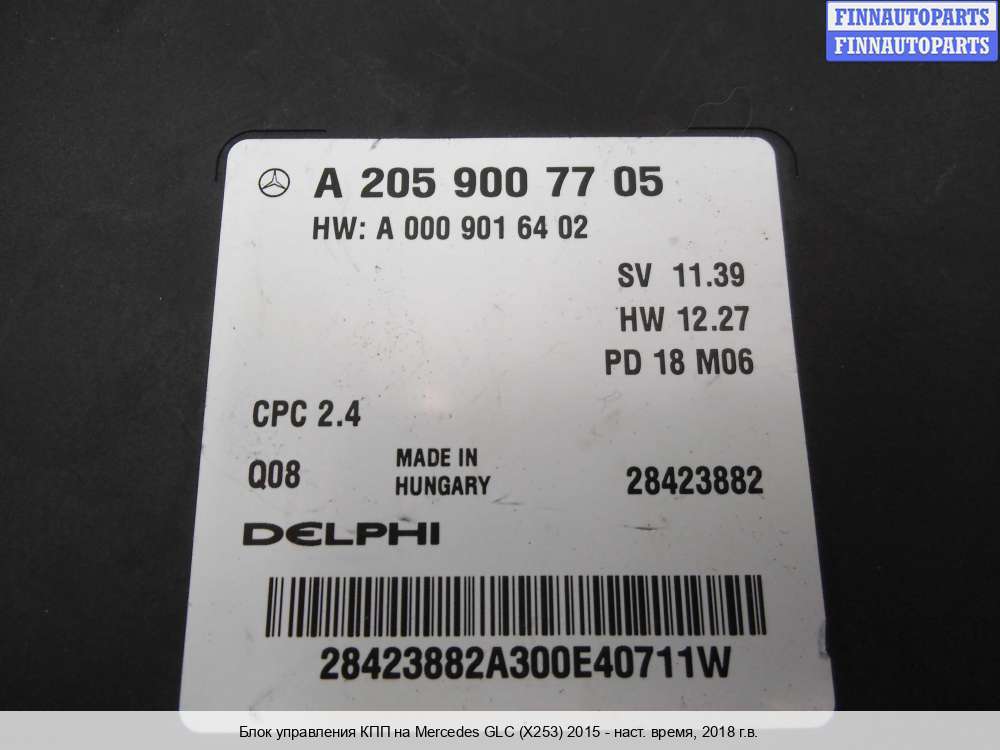 FINNAUTOPARTS
FINNAUTOPARTS
A 205 900 77 05
HW: A 000 901 64 02
SV 11.39
HW 12.27
PD 18 M06
CPC 2.4
Q08
MADE IN
HUNGARY
28423882
DELPHI
28423882A300E40711W
Блок управления КПП на Mercedes GLC (X253) 2015 - наст. время, 2018 г.в.